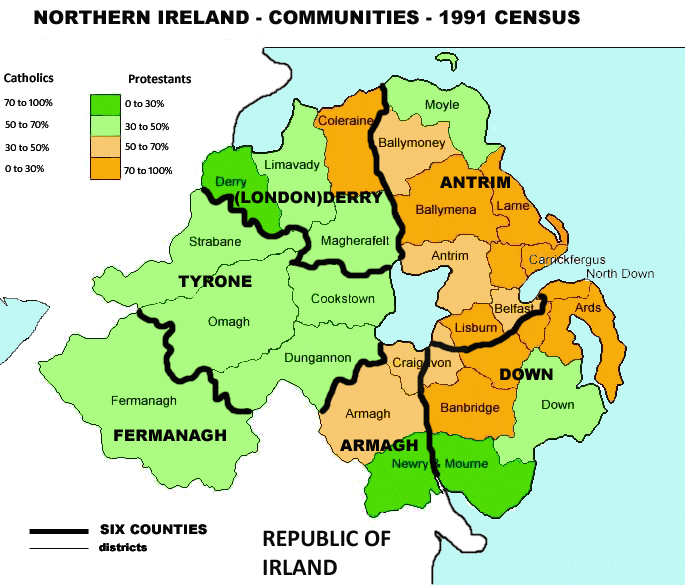 NORTHERN IRELAND - COMMUNITIES - 1991 CENSUS
Catholics
Protestants
70 to 100%
0 to 30%
50 to 70%
30 to 50%
30 to 50%
50 to 70%
0 to 30%
70 to 100%
Moyle
Coleraine
Ballymoney
Limavady
Derry
ANTRIM
(LONDON)DERRY
Ballymena
Larne
Strabane
Magherafelt
Antrim
Carrickfergus
North Down
TYRONE
Cookstown
Belfast
Ards
Omagh
Lisburn
Dungannon
Craigavon
DOWN
Fermanagh
Armagh
Banbridge
Down
FERMANAGH
ARMAGH
Newry & Mourne
SIX COUNTIES
districts
REPUBLIC OF
IRLAND